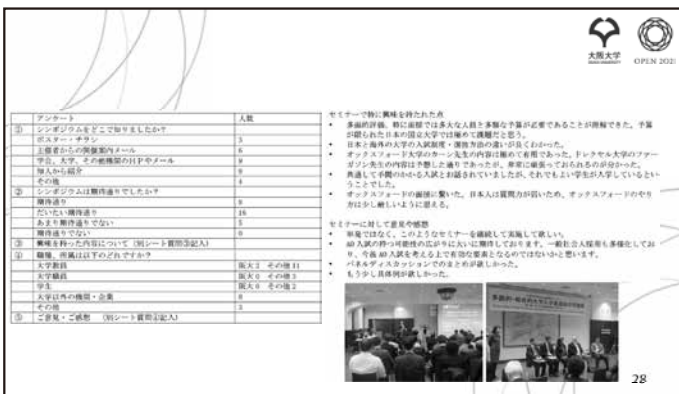 大阪大学
OSAKA UNIVERSITY
OPEN 2021
アンケート 人数
① シンポジウムをどこで知りましたか？
ポスター・チラシ 3
主催者からの開催案内メール 6
学会、大学、その他機関のHPやメール 9
知人から紹介 9
その他 4
② シンポジウムは期待通りでしたか？
期待通り 8
だいたい期待通り 16
あまり期待通りでない 5
期待通りでない 0
③ 興味を持った内容について（別シート質問③記入）
④ 職種、所属は以下のどれですか？
大学教員 阪大2 その他11
大学職員 阪大0 その他3
学生 阪大0 その他2
大学以外の機関・企業 8
その他 3
⑤ ご意見・ご感想 （別シート質問⑤記入）
セミナーで特に興味を持たれた点
• 多面的評価、特に面接では多大な人員と多額な予算が必要であることが理解できた。予算
が限られた日本の国立大学では極めて課題だと思う。
• 日本と海外の大学の入試制度・選抜方法の違いが良くわかった。
• オックスフォード大学のカーン先生の内容は極めて有用であった。ドレクセル大学のファー
ガソン先生の内容は予想した通りであったが、非常に頑張っておられるのが分かった。
• 共通して手間のかかる入試とお話されていましたが、それでもよい学生が入学しているとい
うことでした。
• オックスフォードの面接に驚いた。日本人は質問力が弱いため、オックスフォードのやり
方は少し厳しいように思える。
セミナーに対して意見や感想
• 単発ではなく、このようなセミナーを継続して実施して欲しい。
• AO入試の持つ可能性の広がりに大いに期待しております。一般社会人採用も多様化してお
り、今後AO入試を考える上で有効な要素となるのではないかと思います。
• パネルディスカッションでのまとめが欲しかった。
• もう少し具体例が欲しかった。
28